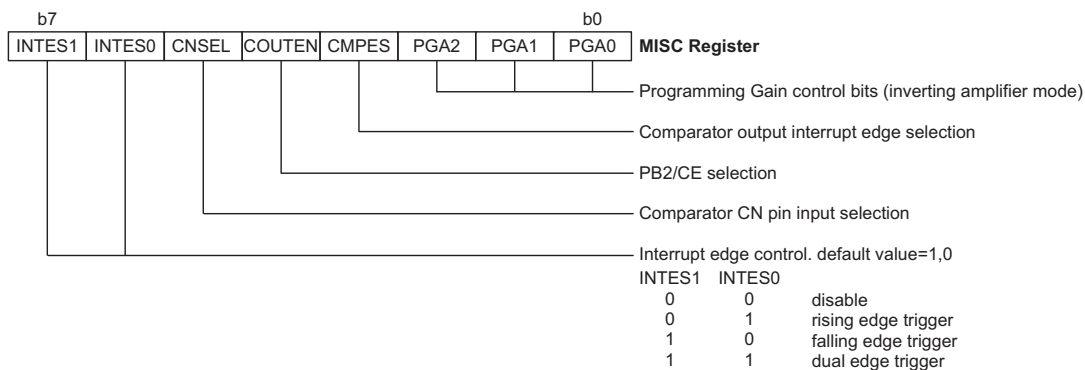 b7 b0
INTES1 INTES0 CNSEL COUTEN CMPES PGA2 PGA1 PGA0 MISC Register
Programming Gain control bits (inverting amplifier mode)
Comparator output interrupt edge selection
PB2/CE selection
Comparator CN pin input selection
Interrupt edge control. default value=1,0
INTES1 INTES0
0 0 disable
0 1 rising edge trigger
1 0 falling edge trigger
1 1 dual edge trigger